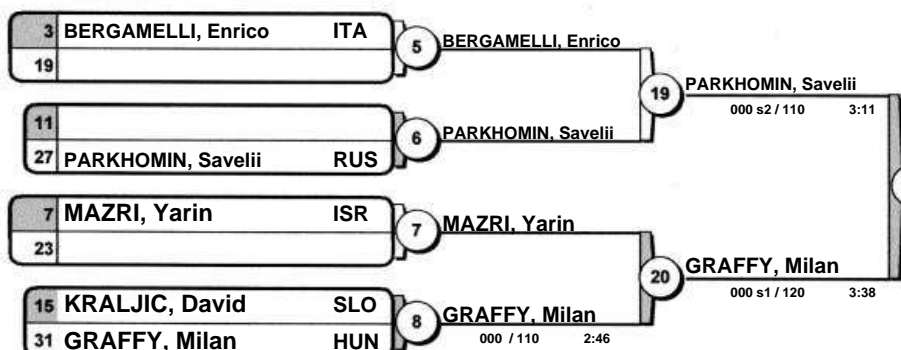 3 BERGAMELLI, Enrico ITA
19
5
BERGAMELLI, Enrico
11
27 PARKHOMIN, Savelii RUS
6
PARKHOMIN, Savelii
19
PARKHOMIN, Savelii
000 s2 / 110 3:11
7 MAZRI, Yarin ISR
23
7
MAZRI, Yarin
15 KRALJIC, David SLO
31 GRAFFY, Milan HUN
8
GRAFFY, Milan
000 / 110 2:46
20
GRAFFY, Milan
000 s1 / 120 3:38